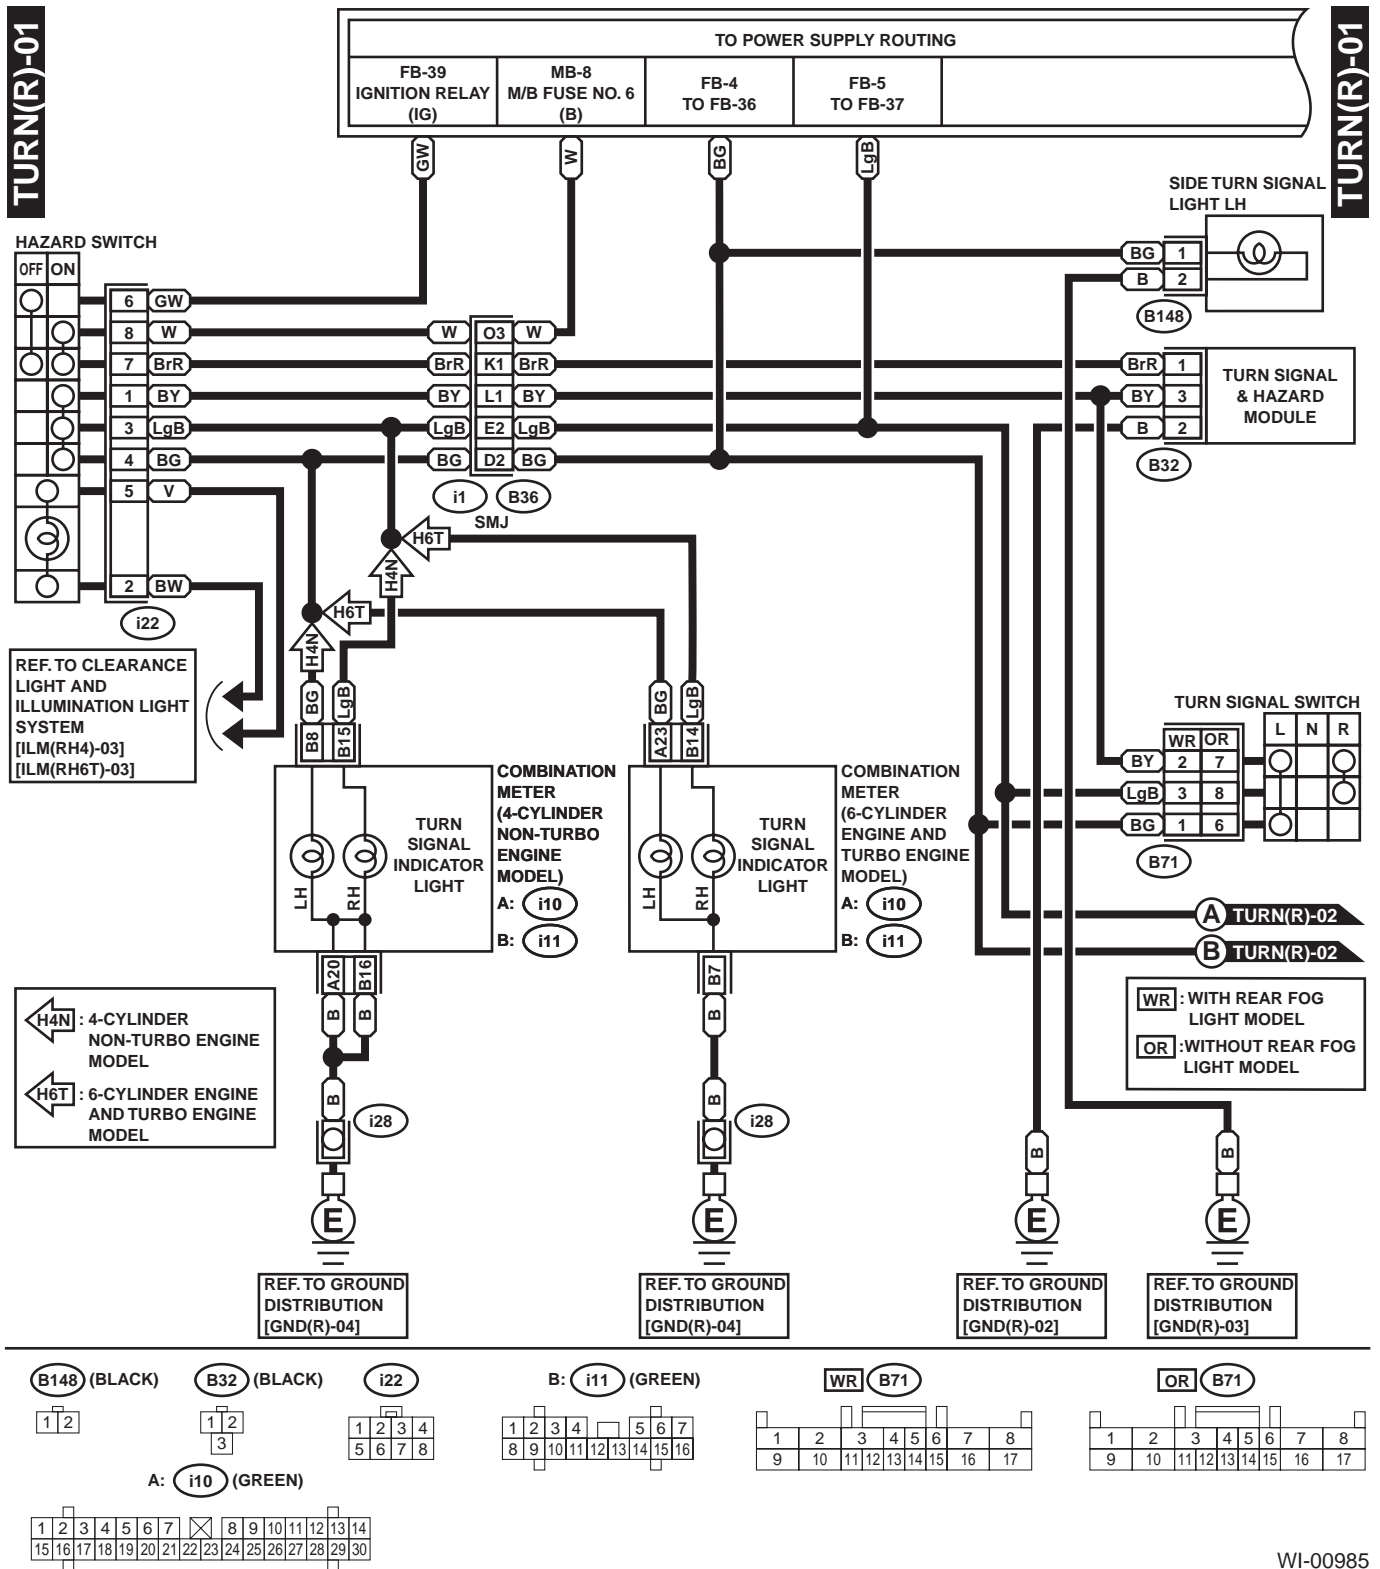 TURN(R)-01
TURN(R)-01
TO POWER SUPPLY ROUTING
FB-39
IGNITION RELAY
(IG)
MB-8
M/B FUSE NO. 6
(B)
FB-4
TO FB-36
FB-5
TO FB-37
GW
W
BG
LgB
SIDE TURN SIGNAL
LIGHT LH
BG 1
B 2
B148
HAZARD SWITCH
OFF ON
6 GW
8 W
7 BrR
1 BY
3 LgB
4 BG
5 V
2 BW
i22
W O3 W
BrR K1 BrR
BY L1 BY
LgB E2 LgB
BG D2 BG
i1 B36
SMJ
BrR 1
BY 3
B 2
TURN SIGNAL
& HAZARD
MODULE
B32
H6T
H4N
H6T
H4N
REF. TO CLEARANCE
LIGHT AND
ILLUMINATION LIGHT
SYSTEM
[ILM(RH4)-03]
[ILM(RH6T)-03]
BG LgB
B8 B15
BG LgB
A23 B14
TURN
SIGNAL
INDICATOR
LIGHT
LH RH
COMBINATION
METER
(4-CYLINDER
NON-TURBO
ENGINE
MODEL)
A: i10
B: i11
TURN
SIGNAL
INDICATOR
LIGHT
LH RH
COMBINATION
METER
(6-CYLINDER
ENGINE AND
TURBO ENGINE
MODEL)
A: i10
B: i11
TURN SIGNAL SWITCH
L N R
WR OR
BY 2 7
LgB 3 8
BG 1 6
B71
A TURN(R)-02
B TURN(R)-02
A20 B16
B B
B
i28
B7
B
B
i28
H4N : 4-CYLINDER
NON-TURBO ENGINE
MODEL
H6T : 6-CYLINDER ENGINE
AND TURBO ENGINE
MODEL
WR : WITH REAR FOG
LIGHT MODEL
OR :WITHOUT REAR FOG
LIGHT MODEL
B
B
E
E
E
E
REF. TO GROUND
DISTRIBUTION
[GND(R)-04]
REF. TO GROUND
DISTRIBUTION
[GND(R)-04]
REF. TO GROUND
DISTRIBUTION
[GND(R)-02]
REF. TO GROUND
DISTRIBUTION
[GND(R)-03]
B148 (BLACK)
1 2
B32 (BLACK)
1 2
3
i22
1 2 3 4
5 6 7 8
B: i11 (GREEN)
1 2 3 4 5 6 7
8 9 10 11 12 13 14 15 16
WR B71
1 2 3 4 5 6 7 8
9 10 11 12 13 14 15 16 17
OR B71
1 2 3 4 5 6 7 8
9 10 11 12 13 14 15 16 17
A: i10 (GREEN)
1 2 3 4 5 6 7 8 9 10 11 12 13 14
15 16 17 18 19 20 21 22 23 24 25 26 27 28 29 30
WI-00985